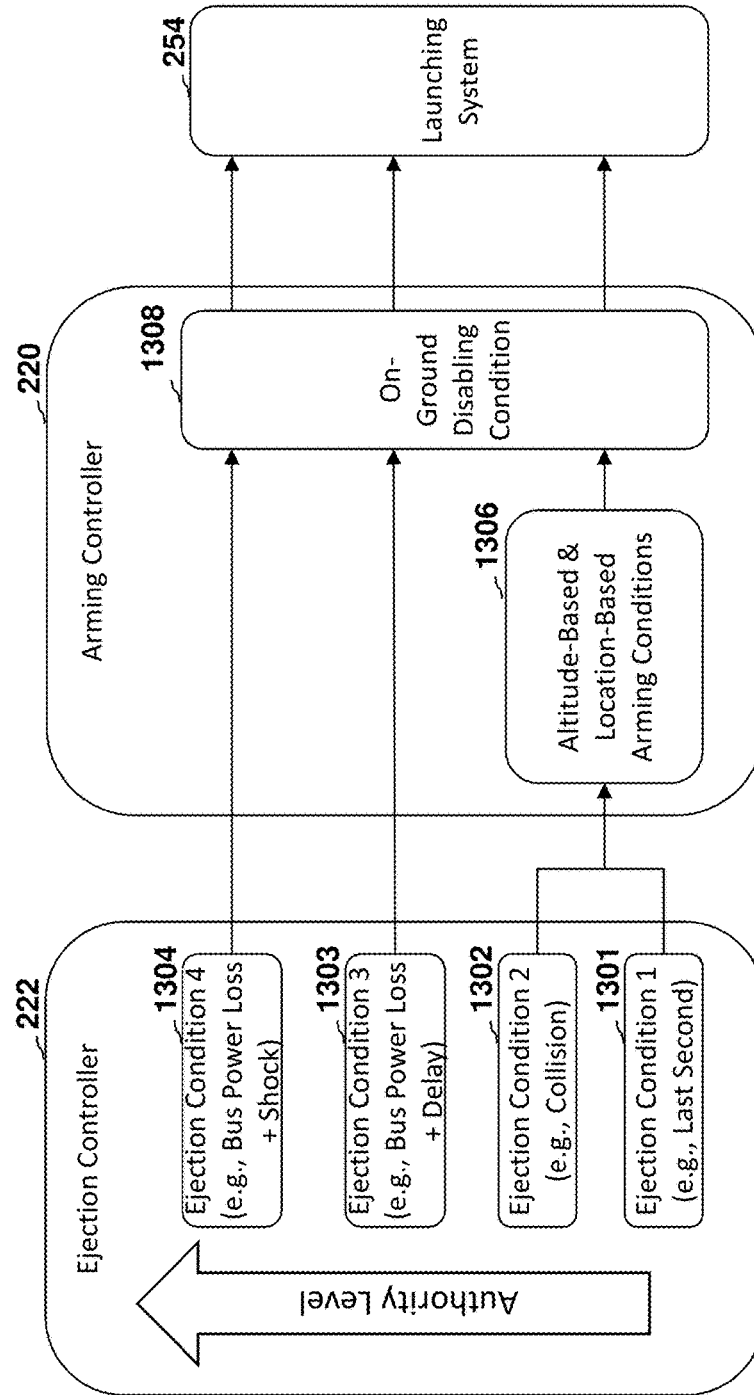 222
Ejection Controller
Authority Level
1304
Ejection Condition 4
(e.g., Bus Power Loss
+ Shock)
1303
Ejection Condition 3
(e.g., Bus Power Loss
+ Delay)
1302
Ejection Condition 2
(e.g., Collision)
1301
Ejection Condition 1
(e.g., Last Second)
220
Arming Controller
1306
Altitude-Based &
Location-Based
Arming Conditions
1308
On-
Ground
Disabling
Condition
254
Launching
System